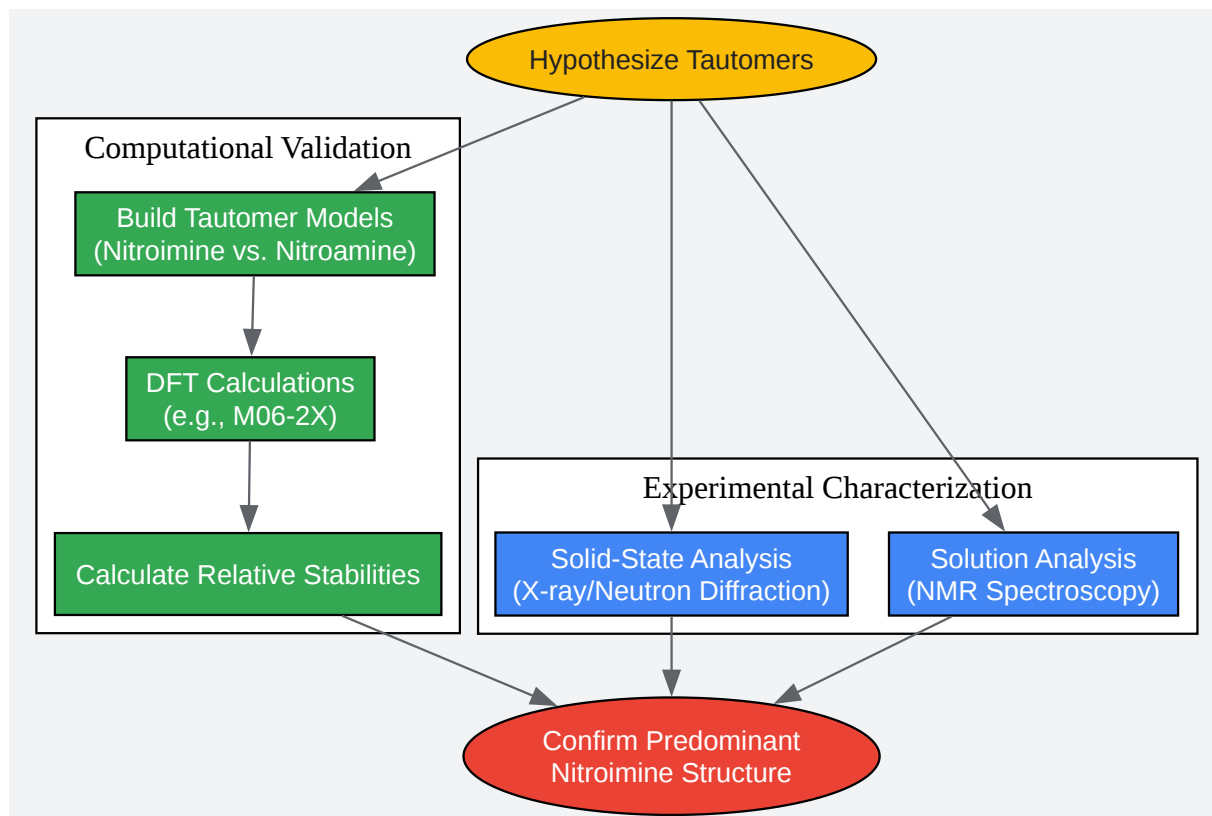 Hypothesize Tautomers
Computational Validation
Build Tautomer Models
(Nitroimine vs. Nitroamine)
DFT Calculations
(e.g., M06-2X)
Calculate Relative Stabilities
Experimental Characterization
Solid-State Analysis
(X-ray/Neutron Diffraction)
Solution Analysis
(NMR Spectroscopy)
Confirm Predominant
Nitroimine Structure